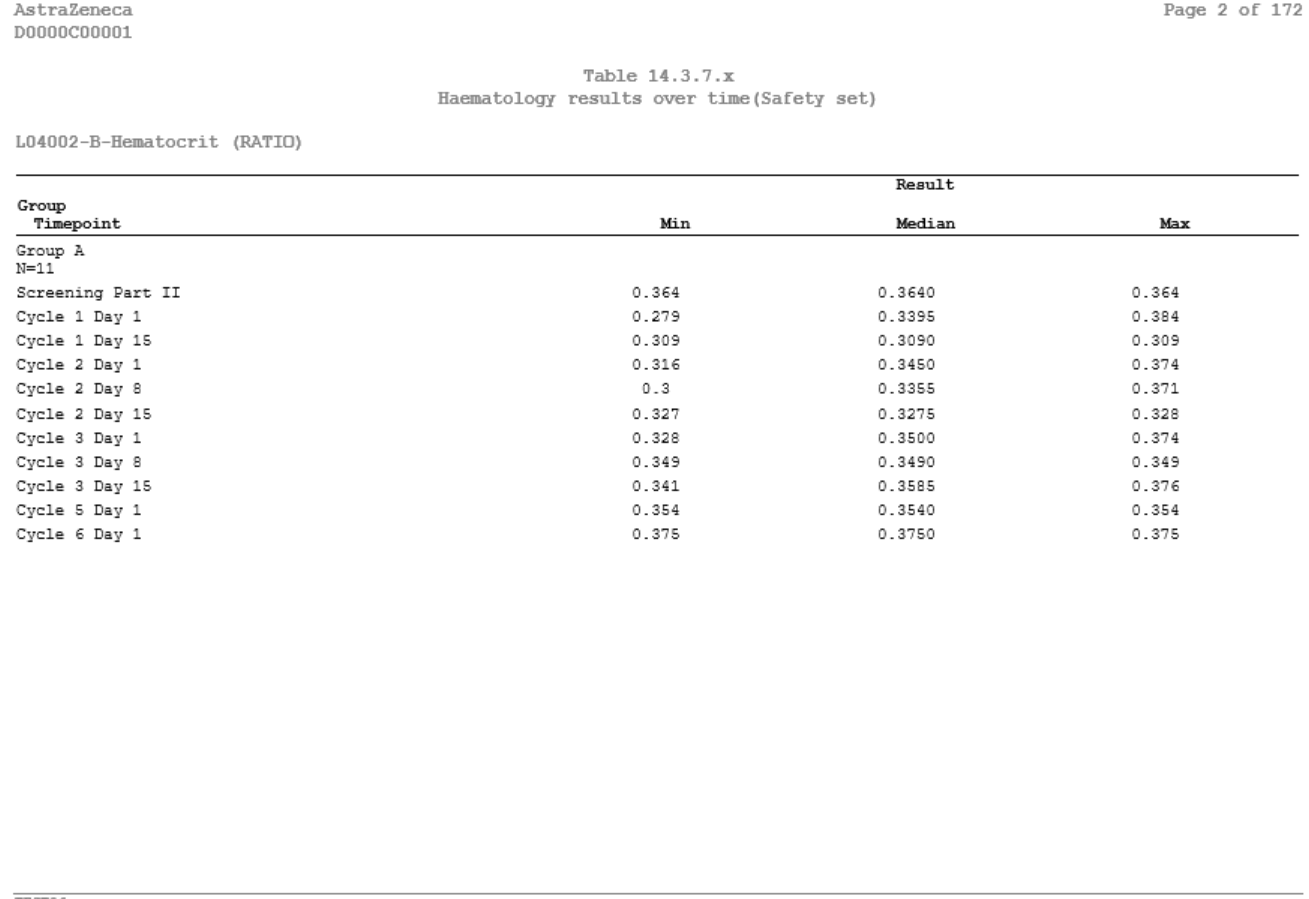 AstraZeneca Page 2 of 172
D0000C00001
Table 14.3.7.x
Haematology results over time(Safety set)
L04002-B-Hematocrit (RATIO)
Result
Group
Timepoint Min Median Max
Group A
N=11
Screening Part II 0.364 0.3640 0.364
Cycle 1 Day 1 0.279 0.3395 0.384
Cycle 1 Day 15 0.309 0.3090 0.309
Cycle 2 Day 1 0.316 0.3450 0.374
Cycle 2 Day 8 0.3 0.3355 0.371
Cycle 2 Day 15 0.327 0.3275 0.328
Cycle 3 Day 1 0.328 0.3500 0.374
Cycle 3 Day 8 0.349 0.3490 0.349
Cycle 3 Day 15 0.341 0.3585 0.376
Cycle 5 Day 1 0.354 0.3540 0.354
Cycle 6 Day 1 0.375 0.3750 0.375